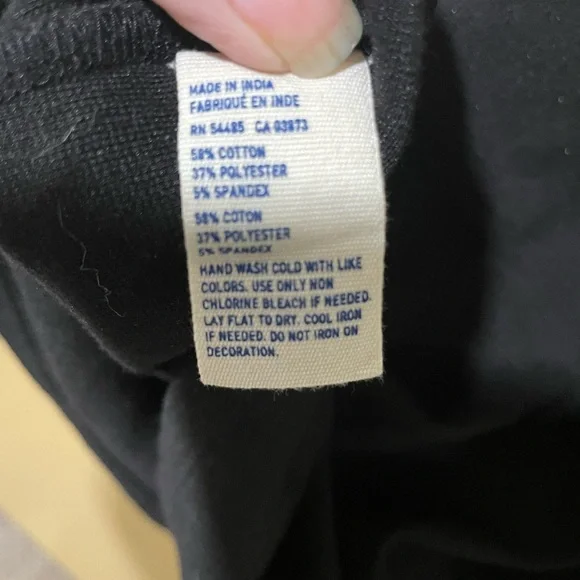 MADE IN INDIA
FABRIQUÉ EN INDE
RN 54485 CA 03873
58% COTTON
37% POLYESTER
5% SPANDEX
58% COTON
37% POLYESTER
5% SPANDEX
HAND WASH COLD WITH LIKE
COLORS. USE ONLY NON
CHLORINE BLEACH IF NEEDED.
LAY FLAT TO DRY. COOL IRON
IF NEEDED. DO NOT IRON ON
DECORATION.